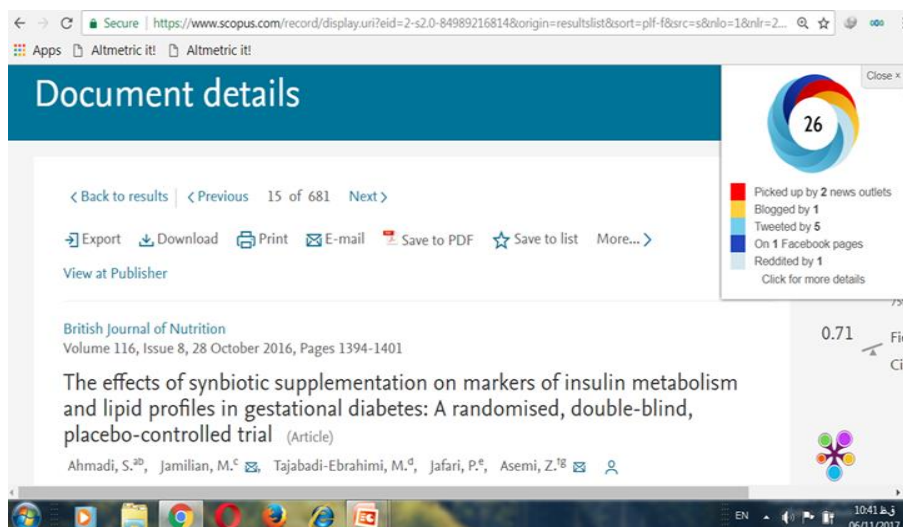 Secure | https://www.scopus.com/record/display.uri?eid=2-s2.0-84989216814&origin=resultslist&sort=plf-f&src=s&nlo=1&nlr=2...
Apps Altmetric it! Altmetric it!
Document details
Close ×
26
Picked up by 2 news outlets
Blogged by 1
Tweeted by 5
On 1 Facebook pages
Reddited by 1
Click for more details
< Back to results | < Previous 15 of 681 Next >
Export Download Print E-mail Save to PDF Save to list More... >
View at Publisher
British Journal of Nutrition
Volume 116, Issue 8, 28 October 2016, Pages 1394-1401
0.71
The effects of synbiotic supplementation on markers of insulin metabolism
and lipid profiles in gestational diabetes: A randomised, double-blind,
placebo-controlled trial (Article)
Ahmadi, S.ab, Jamilian, M.c, Tajabadi-Ebrahimi, M.d, Jafari, P.e, Asemi, Z.fg
EN
10:41 ق.ظ
06/11/2017